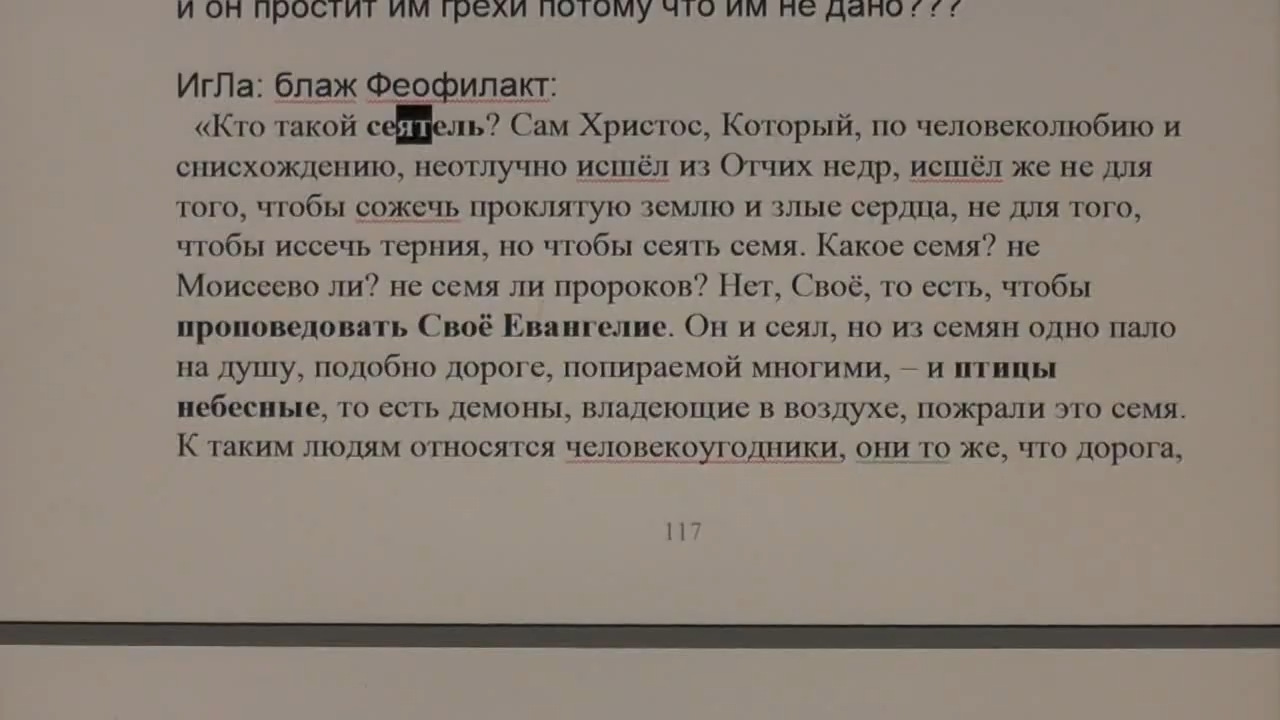 и он простит им грехи потому что им не дано???
ИгЛа: блаж Феофилакт:
«Кто такой сеятель? Сам Христос, Который, по человеколюбию и
снисхождению, неотлучно исшёл из Отчих недр, исшёл же не для
того, чтобы сожечь проклятую землю и злые сердца, не для того,
чтобы иссечь терния, но чтобы сеять семя. Какое семя? не
Моисеево ли? не семя ли пророков? Нет, Своё, то есть, чтобы
проповедовать Своё Евангелие. Он и сеял, но из семян одно пало
на душу, подобно дороге, попираемой многими, – и птицы
небесные, то есть демоны, владеющие в воздухе, пожрали это семя.
К таким людям относятся человекоугодники, они то же, что дорога,
117